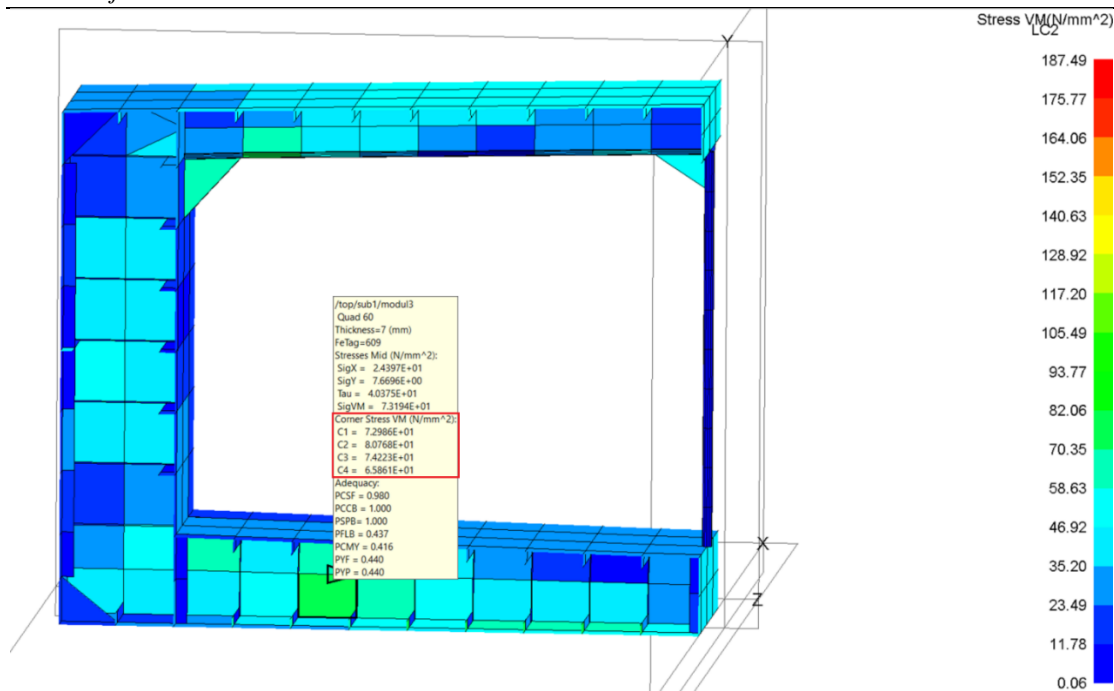 Stress VM(N/mm^2)
LC2
187.49
175.77
164.06
152.35
140.63
128.92
117.20
105.49
93.77
82.06
70.35
58.63
46.92
35.20
23.49
11.78
0.06
Y
X
Z
/top/sub1/modul3
Quad 60
Thickness=7 (mm)
FeTag=609
Stresses Mid (N/mm^2):
SigX = 2.4397E+01
SigY = 7.6696E+00
Tau = 4.0375E+01
SigVM = 7.3194E+01
Corner Stress VM (N/mm^2):
C1 = 7.2986E+01
C2 = 8.0768E+01
C3 = 7.4223E+01
C4 = 6.5861E+01
Adequacy:
PCSF = 0.980
PCCB = 1.000
PSPB = 1.000
PFLB = 0.437
PCMY = 0.416
PYF = 0.440
PYP = 0.440